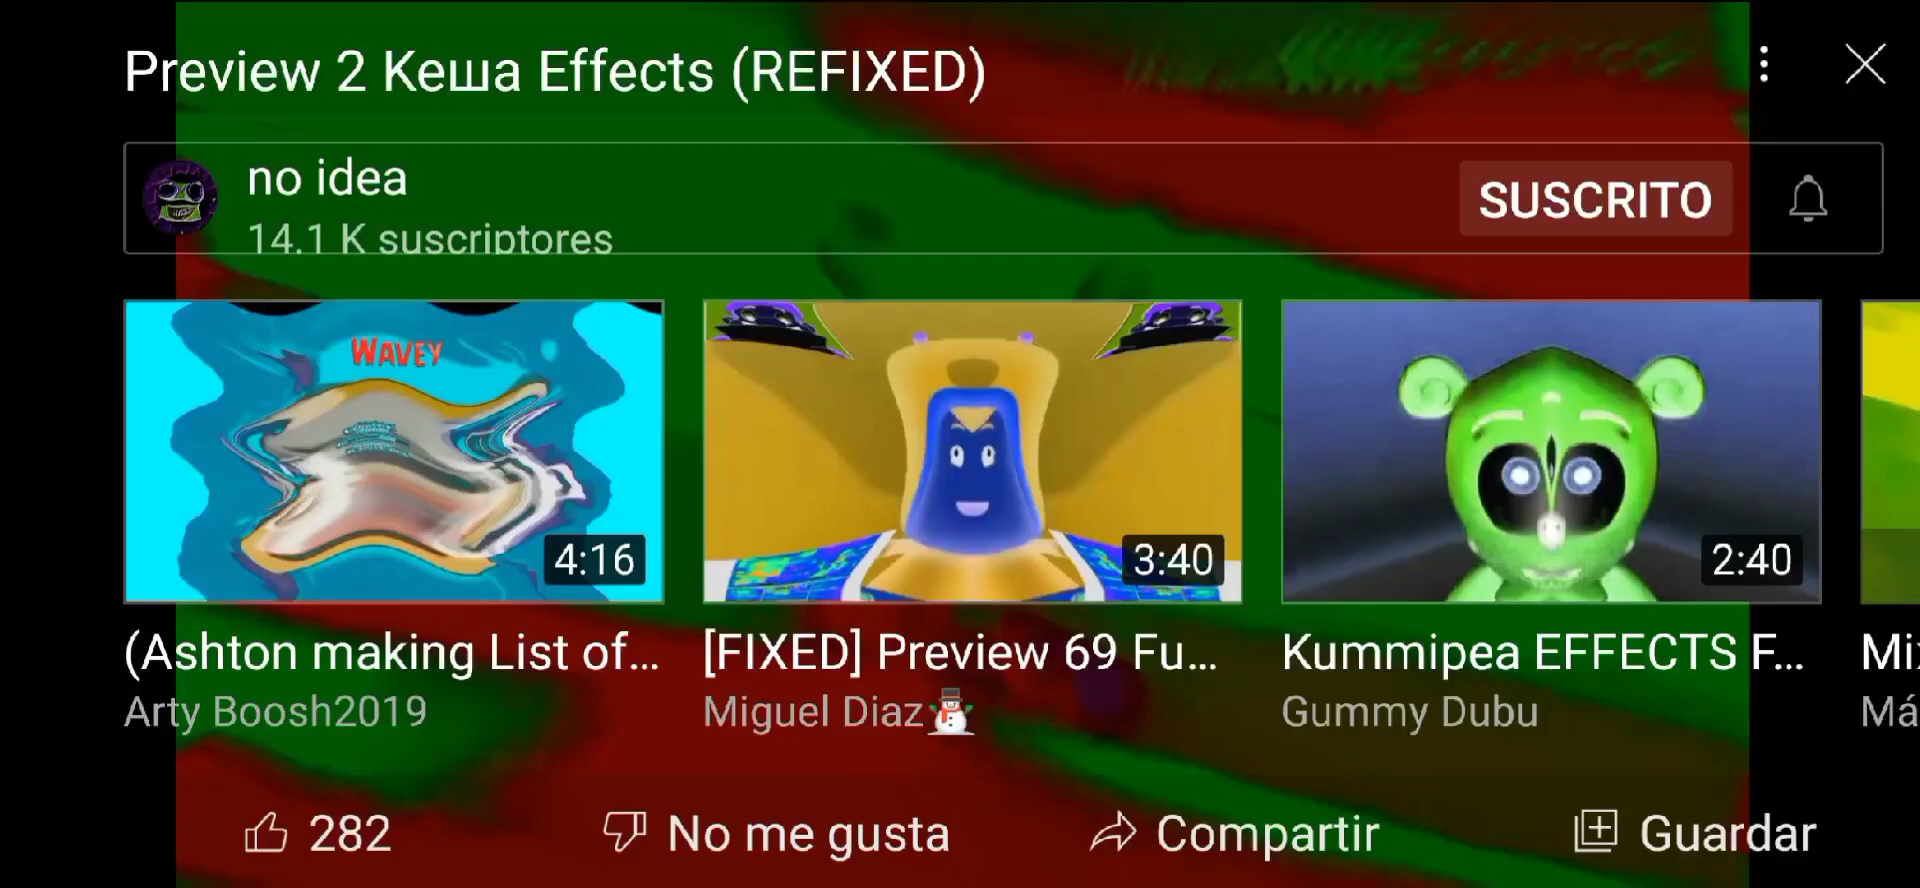 Preview 2 Кеша Effects (REFIXED)
no idea
14.1 K suscriptores
SUSCRITO
WAVEY
4:16
3:40
2:40
(Ashton making List of...
[FIXED] Preview 69 Fu...
Kummipea EFFECTS F...
Mix
Arty Boosh2019
Miguel Diaz⛄
Gummy Dubu
Má
282
No me gusta
Compartir
Guardar